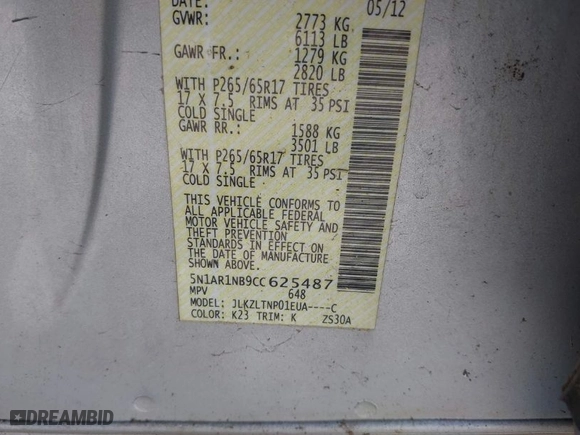 DATE: 05/12
GVWR: 2773 KG
6113 LB
GAWR FR.: 1279 KG
2820 LB
WITH P265/65R17 TIRES
17 X 7.5 RIMS AT 35 PSI
COLD SINGLE
GAWR RR.: 1588 KG
3501 LB
WITH P265/65R17 TIRES
17 X 7.5 RIMS AT 35 PSI
COLD SINGLE
THIS VEHICLE CONFORMS TO
ALL APPLICABLE FEDERAL
MOTOR VEHICLE SAFETY AND
THEFT PREVENTION
STANDARDS IN EFFECT ON
THE DATE OF MANUFACTURE
SHOWN ABOVE.
5N1AR1NB9CC 625487
MPV 648
MODEL: JLKZLTNP01EUA----C
COLOR: K23 TRIM: K ZS30A
DREAMBID